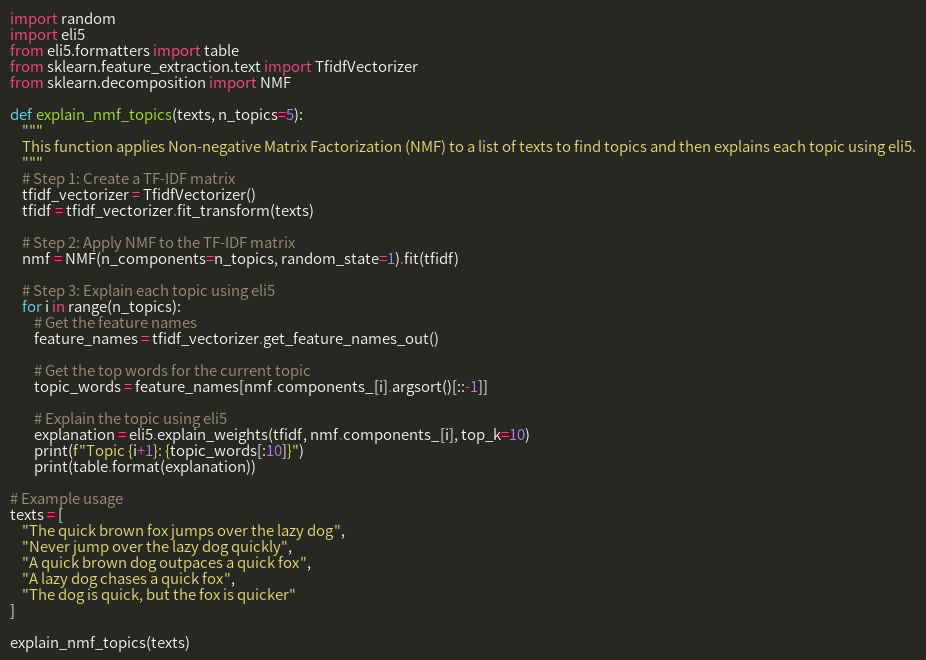 import random
import eli5
from eli5.formatters import table
from sklearn.feature_extraction.text import TfidfVectorizer
from sklearn.decomposition import NMF

def explain_nmf_topics(texts, n_topics=5):
    """
    This function applies Non-negative Matrix Factorization (NMF) to a list of texts to find topics and then explains each topic using eli5.
    """
    # Step 1: Create a TF-IDF matrix
    tfidf_vectorizer = TfidfVectorizer()
    tfidf = tfidf_vectorizer.fit_transform(texts)

    # Step 2: Apply NMF to the TF-IDF matrix
    nmf = NMF(n_components=n_topics, random_state=1).fit(tfidf)

    # Step 3: Explain each topic using eli5
    for i in range(n_topics):
        # Get the feature names
        feature_names = tfidf_vectorizer.get_feature_names_out()

        # Get the top words for the current topic
        topic_words = feature_names[nmf.components_[i].argsort()[::-1]]

        # Explain the topic using eli5
        explanation = eli5.explain_weights(tfidf, nmf.components_[i], top_k=10)
        print(f"Topic {i+1}: {topic_words[:10]}")
        print(table.format(explanation))

# Example usage
texts = [
    "The quick brown fox jumps over the lazy dog",
    "Never jump over the lazy dog quickly",
    "A quick brown dog outpaces a quick fox",
    "A lazy dog chases a quick fox",
    "The dog is quick, but the fox is quicker"
]

explain_nmf_topics(texts)